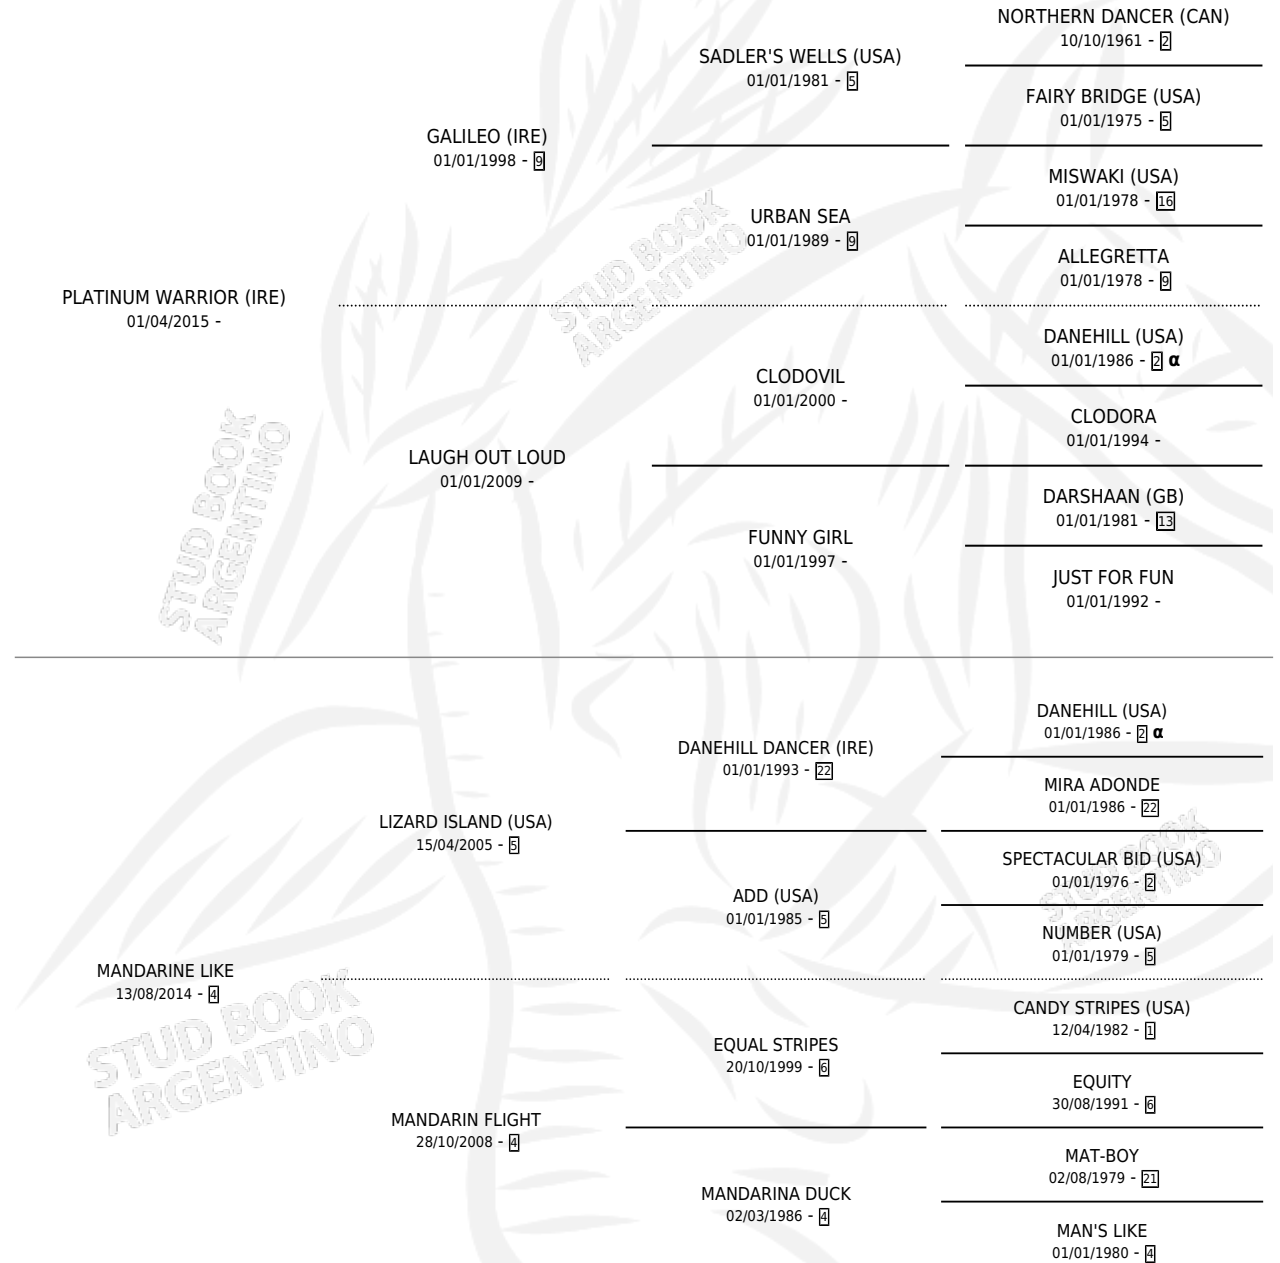 NORTHERN DANCER (CAN)
10/10/1961 - 2
SADLER'S WELLS (USA)
01/01/1981 - 5
FAIRY BRIDGE (USA)
01/01/1975 - 5
GALILEO (IRE)
01/01/1998 - 9
MISWAKI (USA)
01/01/1978 - 16
URBAN SEA
01/01/1989 - 9
ALLEGRETTA
01/01/1978 - 9
PLATINUM WARRIOR (IRE)
01/04/2015 -
DANEHILL (USA)
01/01/1986 - 2 α
CLODOVIL
01/01/2000 -
CLODORA
01/01/1994 -
LAUGH OUT LOUD
01/01/2009 -
DARSHAAN (GB)
01/01/1981 - 13
FUNNY GIRL
01/01/1997 -
JUST FOR FUN
01/01/1992 -
DANEHILL (USA)
01/01/1986 - 2 α
DANEHILL DANCER (IRE)
01/01/1993 - 22
MIRA ADONDE
01/01/1986 - 22
LIZARD ISLAND (USA)
15/04/2005 - 5
SPECTACULAR BID (USA)
01/01/1976 - 2
ADD (USA)
01/01/1985 - 5
NUMBER (USA)
01/01/1979 - 5
MANDARINE LIKE
13/08/2014 - 4
CANDY STRIPES (USA)
12/04/1982 - 1
EQUAL STRIPES
20/10/1999 - 6
EQUITY
30/08/1991 - 6
MANDARIN FLIGHT
28/10/2008 - 4
MAT-BOY
02/08/1979 - 21
MANDARINA DUCK
02/03/1986 - 4
MAN'S LIKE
01/01/1980 - 4
STUD BOOK
ARGENTINO
STUD BOOK
ARGENTINO
STUD BOOK
ARGENTINO
STUD BOOK
ARGENTINO